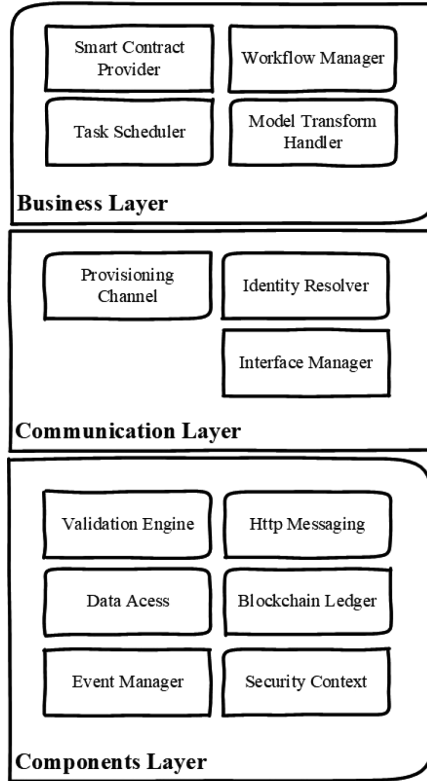 Smart Contract
Provider
Workflow Manager
Task Scheduler
Model Transform
Handler
Business Layer
Provisioning
Channel
Identity Resolver
Interface Manager
Communication Layer
Validation Engine
Http Messaging
Data Acess
Blockchain Ledger
Event Manager
Security Context
Components Layer